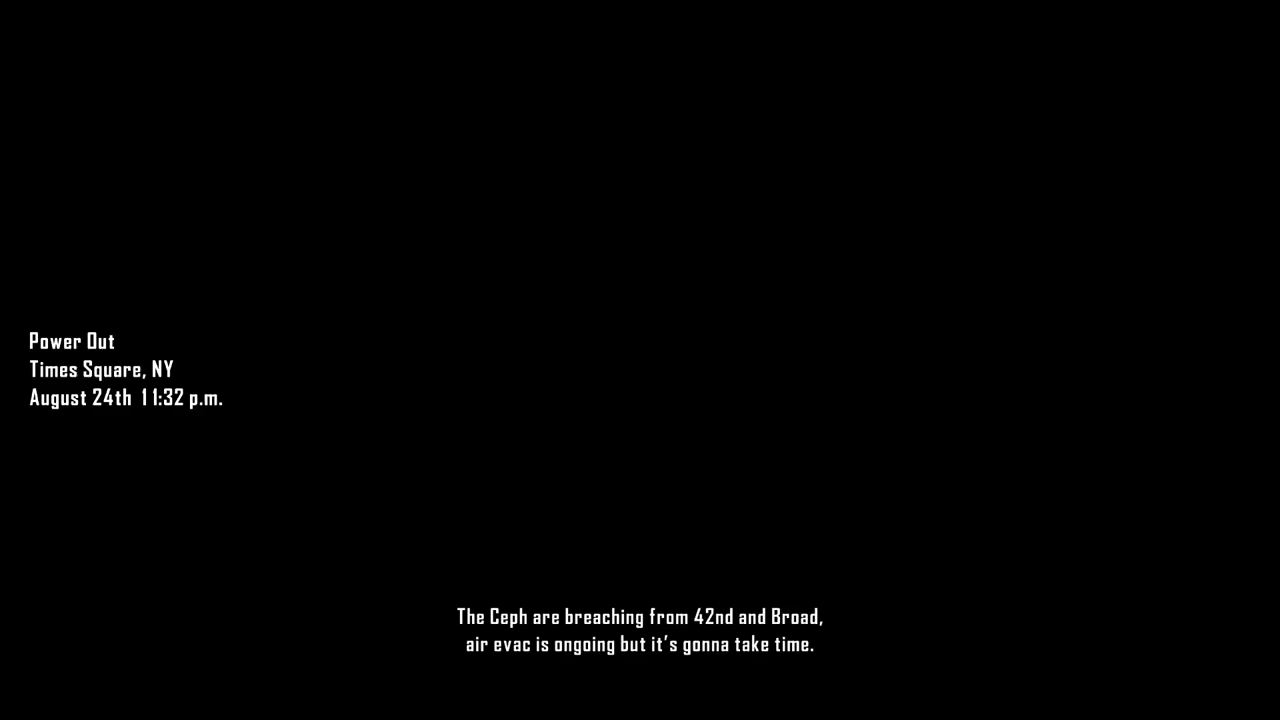 Power Out
Times Square, NY
August 24th 11:32 p.m.
The Ceph are breaching from 42nd and Broad,
air evac is ongoing but it's gonna take time.